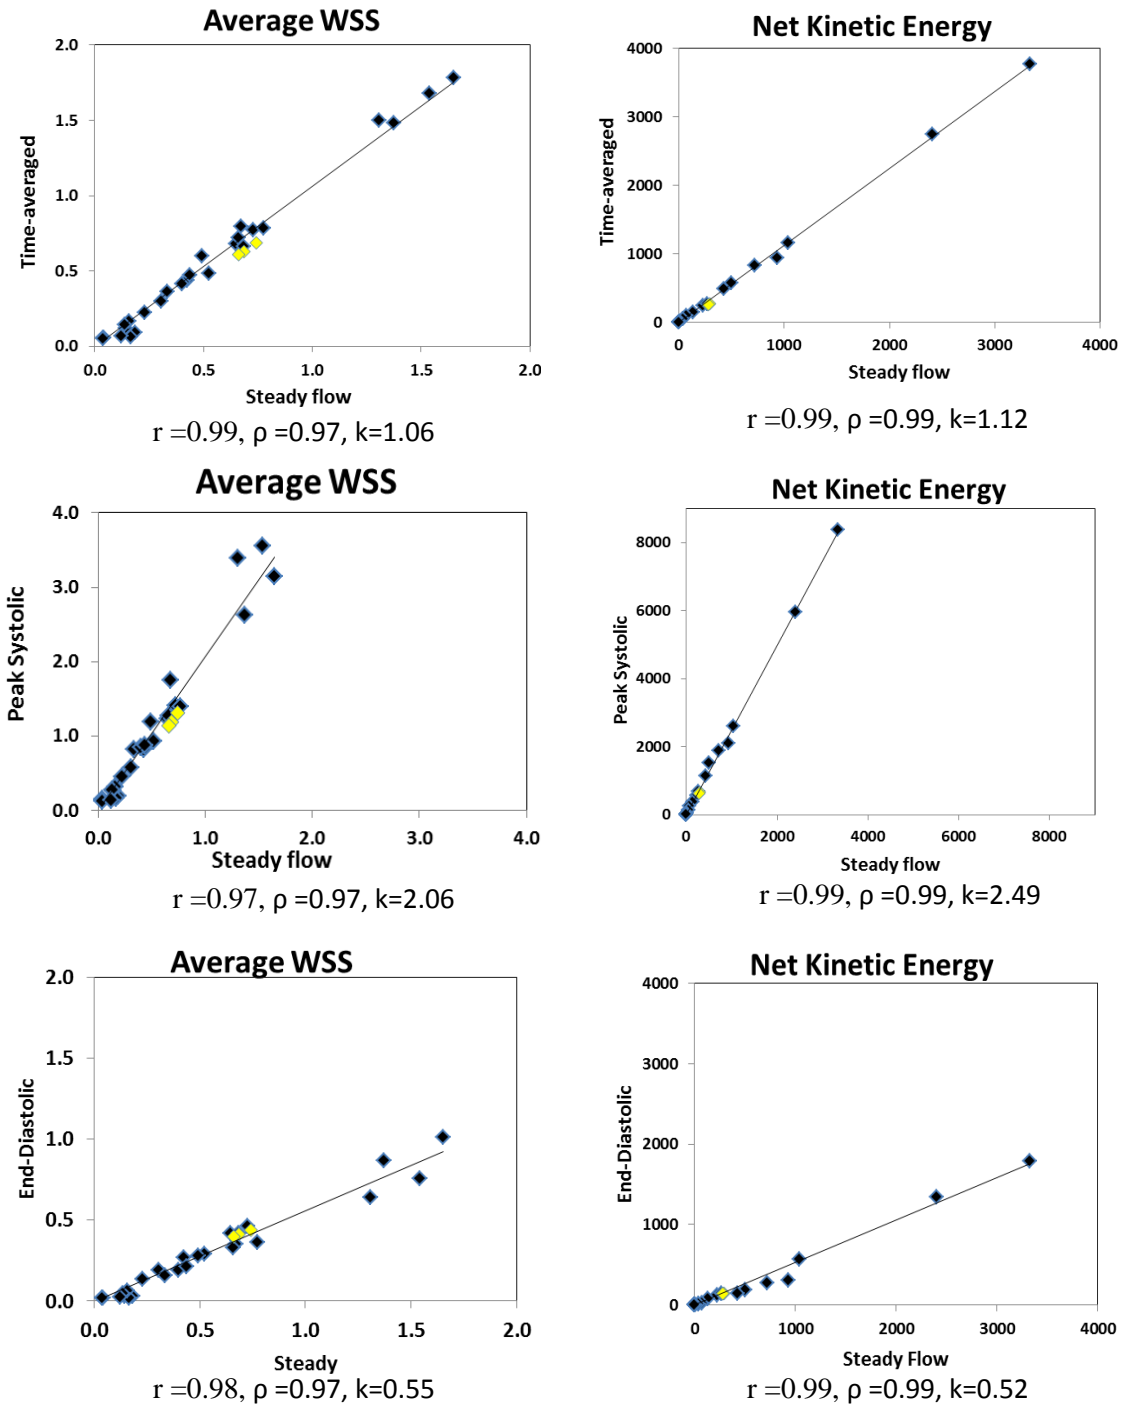 Average WSS
2.0
1.5
1.0
0.5
0.0
Time-averaged
0.0 0.5 1.0 1.5 2.0
Steady flow
r =0.99, ρ =0.97, k=1.06
Net Kinetic Energy
4000
3000
2000
1000
0
Time-averaged
0 1000 2000 3000 4000
Steady flow
r =0.99, ρ =0.99, k=1.12
Average WSS
4.0
3.0
2.0
1.0
0.0
Peak Systolic
0.0 1.0 2.0 3.0 4.0
Steady flow
r =0.97, ρ =0.97, k=2.06
Net Kinetic Energy
8000
6000
4000
2000
0
Peak Systolic
0 2000 4000 6000 8000
Steady flow
r =0.99, ρ =0.99, k=2.49
Average WSS
2.0
1.5
1.0
0.5
0.0
End-Diastolic
0.0 0.5 1.0 1.5 2.0
Steady
r =0.98, ρ =0.97, k=0.55
Net Kinetic Energy
4000
3000
2000
1000
0
End-Diastolic
0 1000 2000 3000 4000
Steady Flow
r =0.99, ρ =0.99, k=0.52